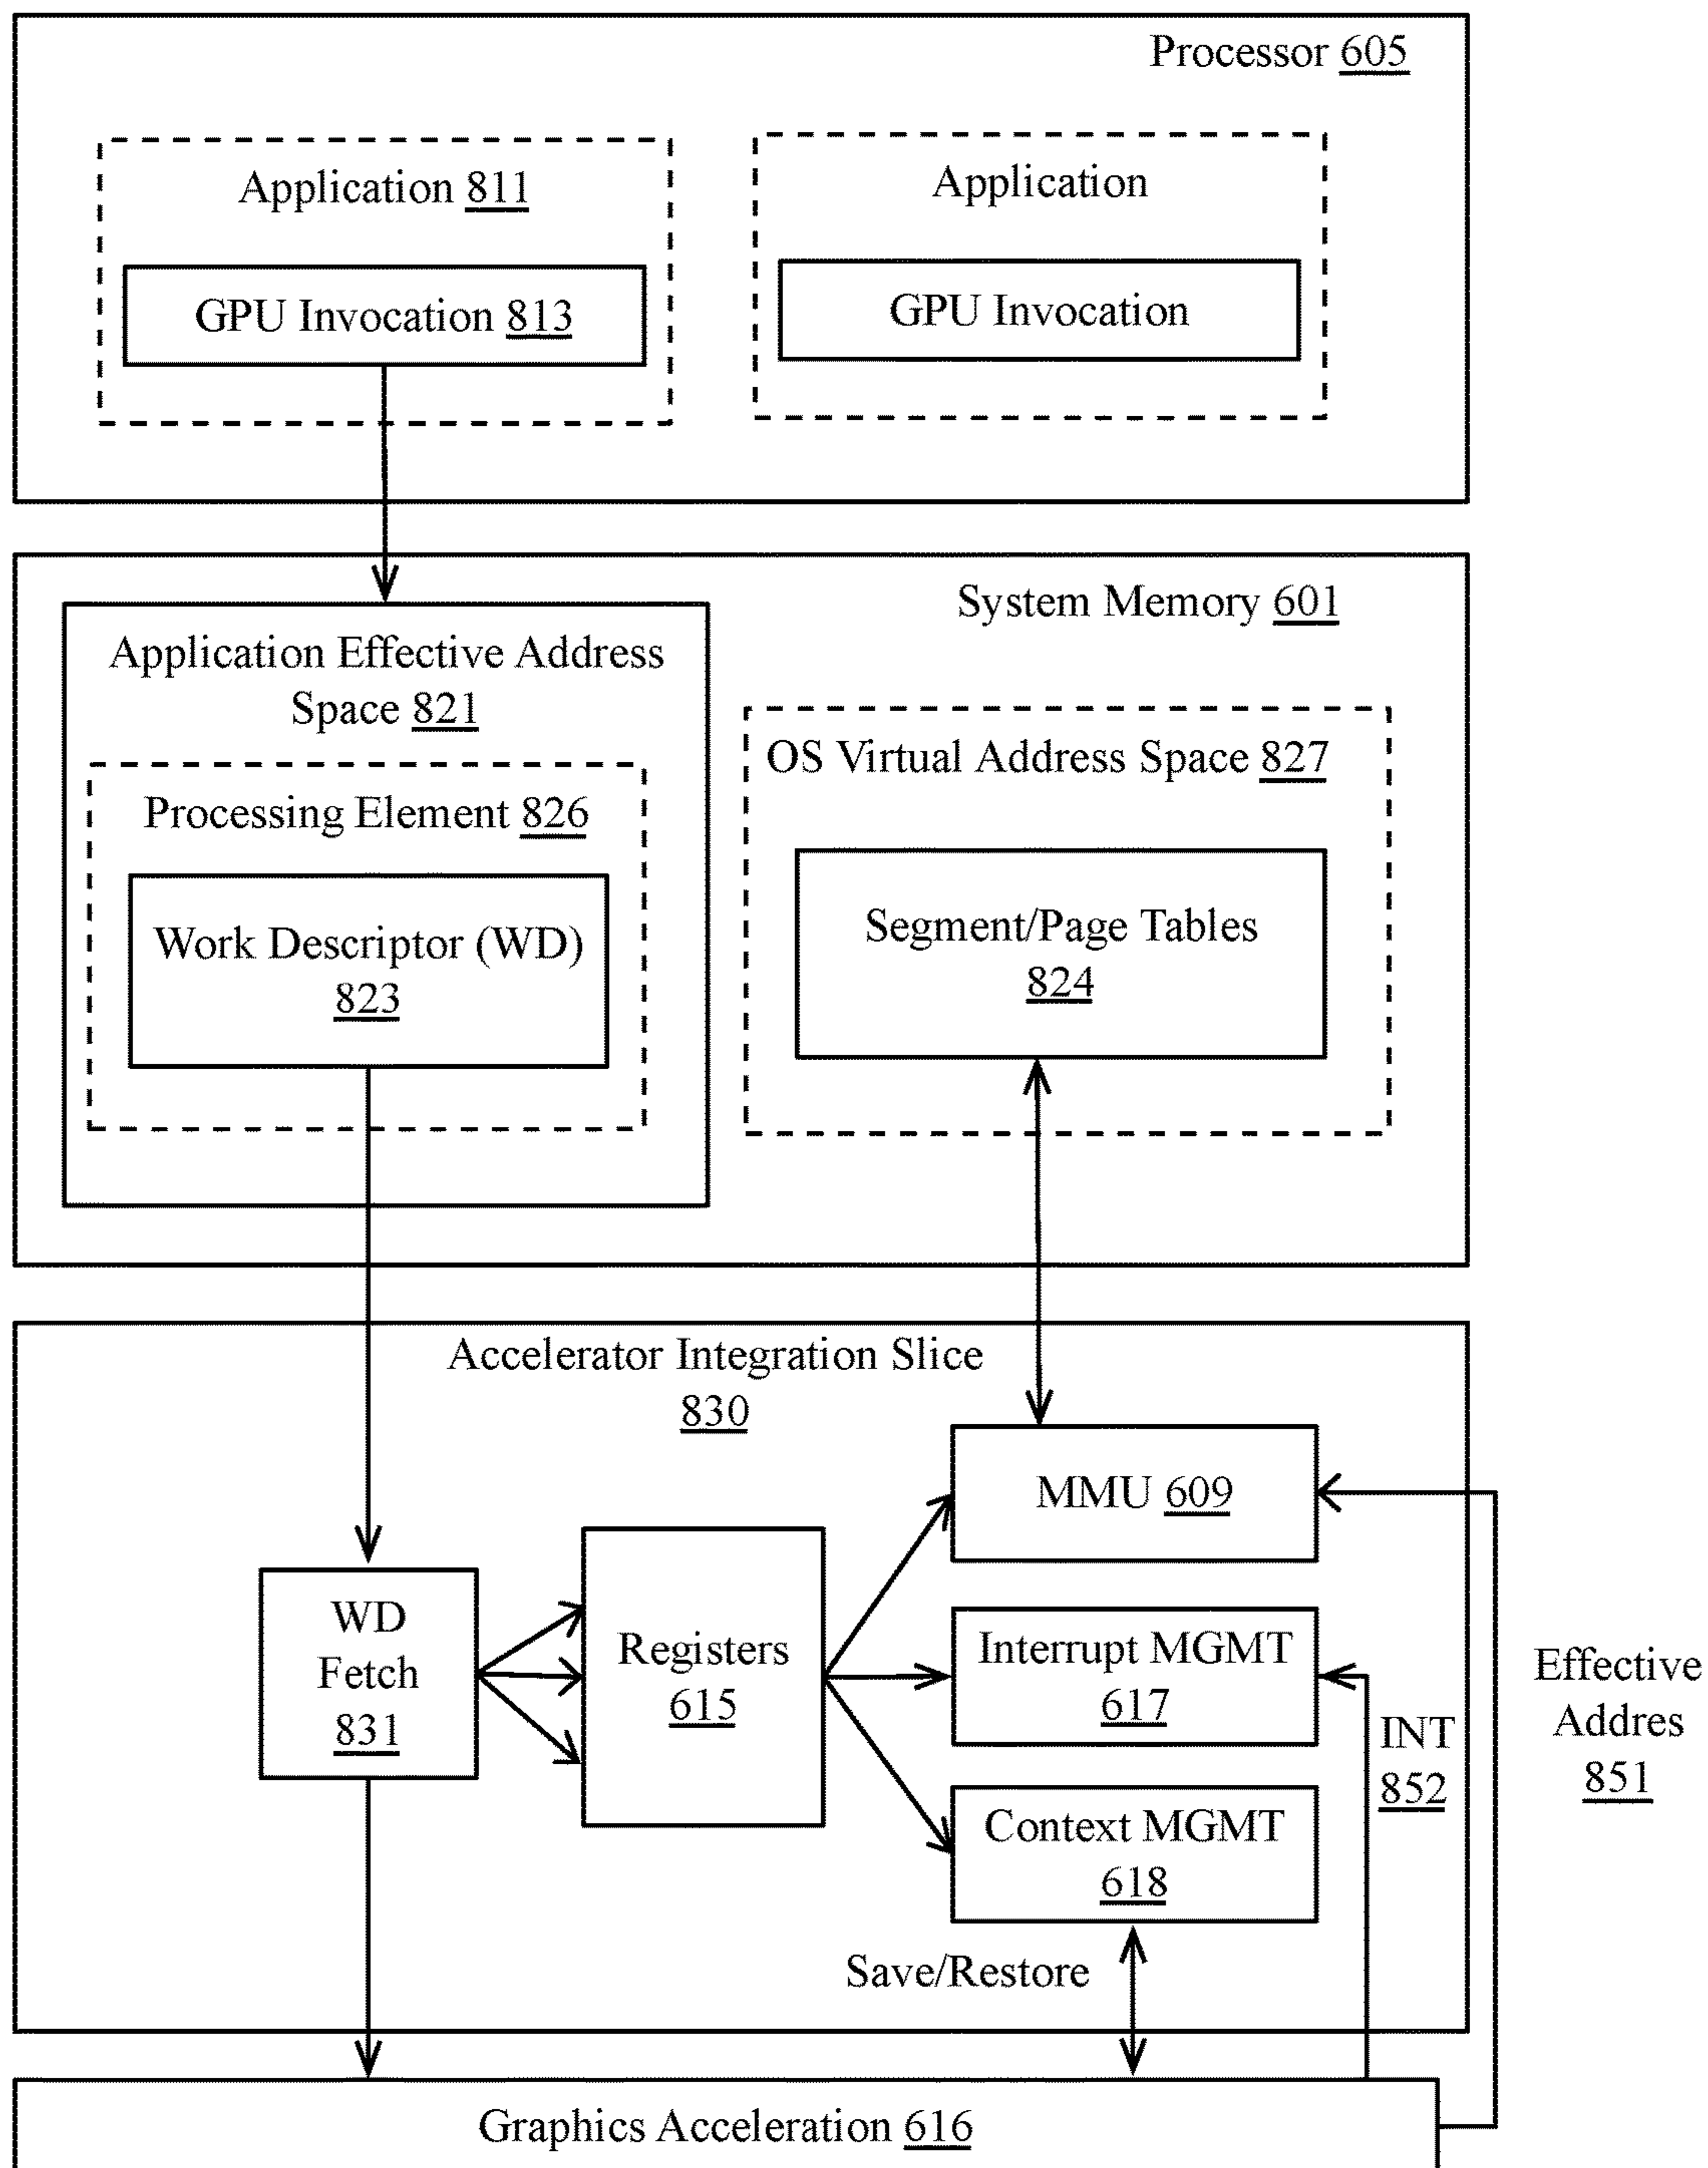 Processor 605
Application 811
GPU Invocation 813
Application
GPU Invocation
System Memory 601
Application Effective Address
Space 821
Processing Element 826
Work Descriptor (WD)
823
OS Virtual Address Space 827
Segment/Page Tables
824
Accelerator Integration Slice
830
WD
Fetch
831
Registers
615
MMU 609
Interrupt MGMT
617
Context MGMT
618
Save/Restore
INT
852
Effective
Addres
851
Graphics Acceleration 616